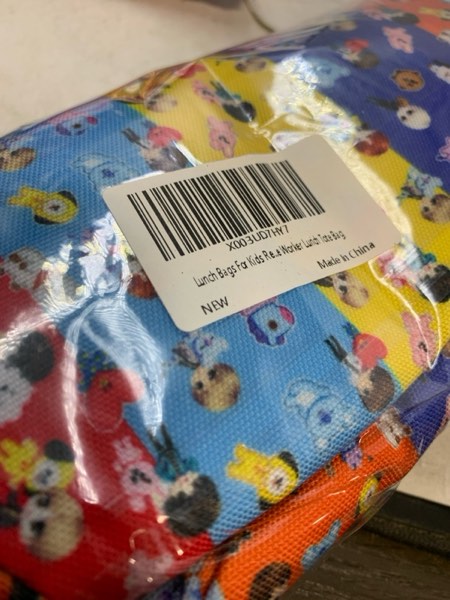 X003UD7HY7
Lunch Bags For Kids Re..a Worker Lunch Tote Bag
NEW
Made in China